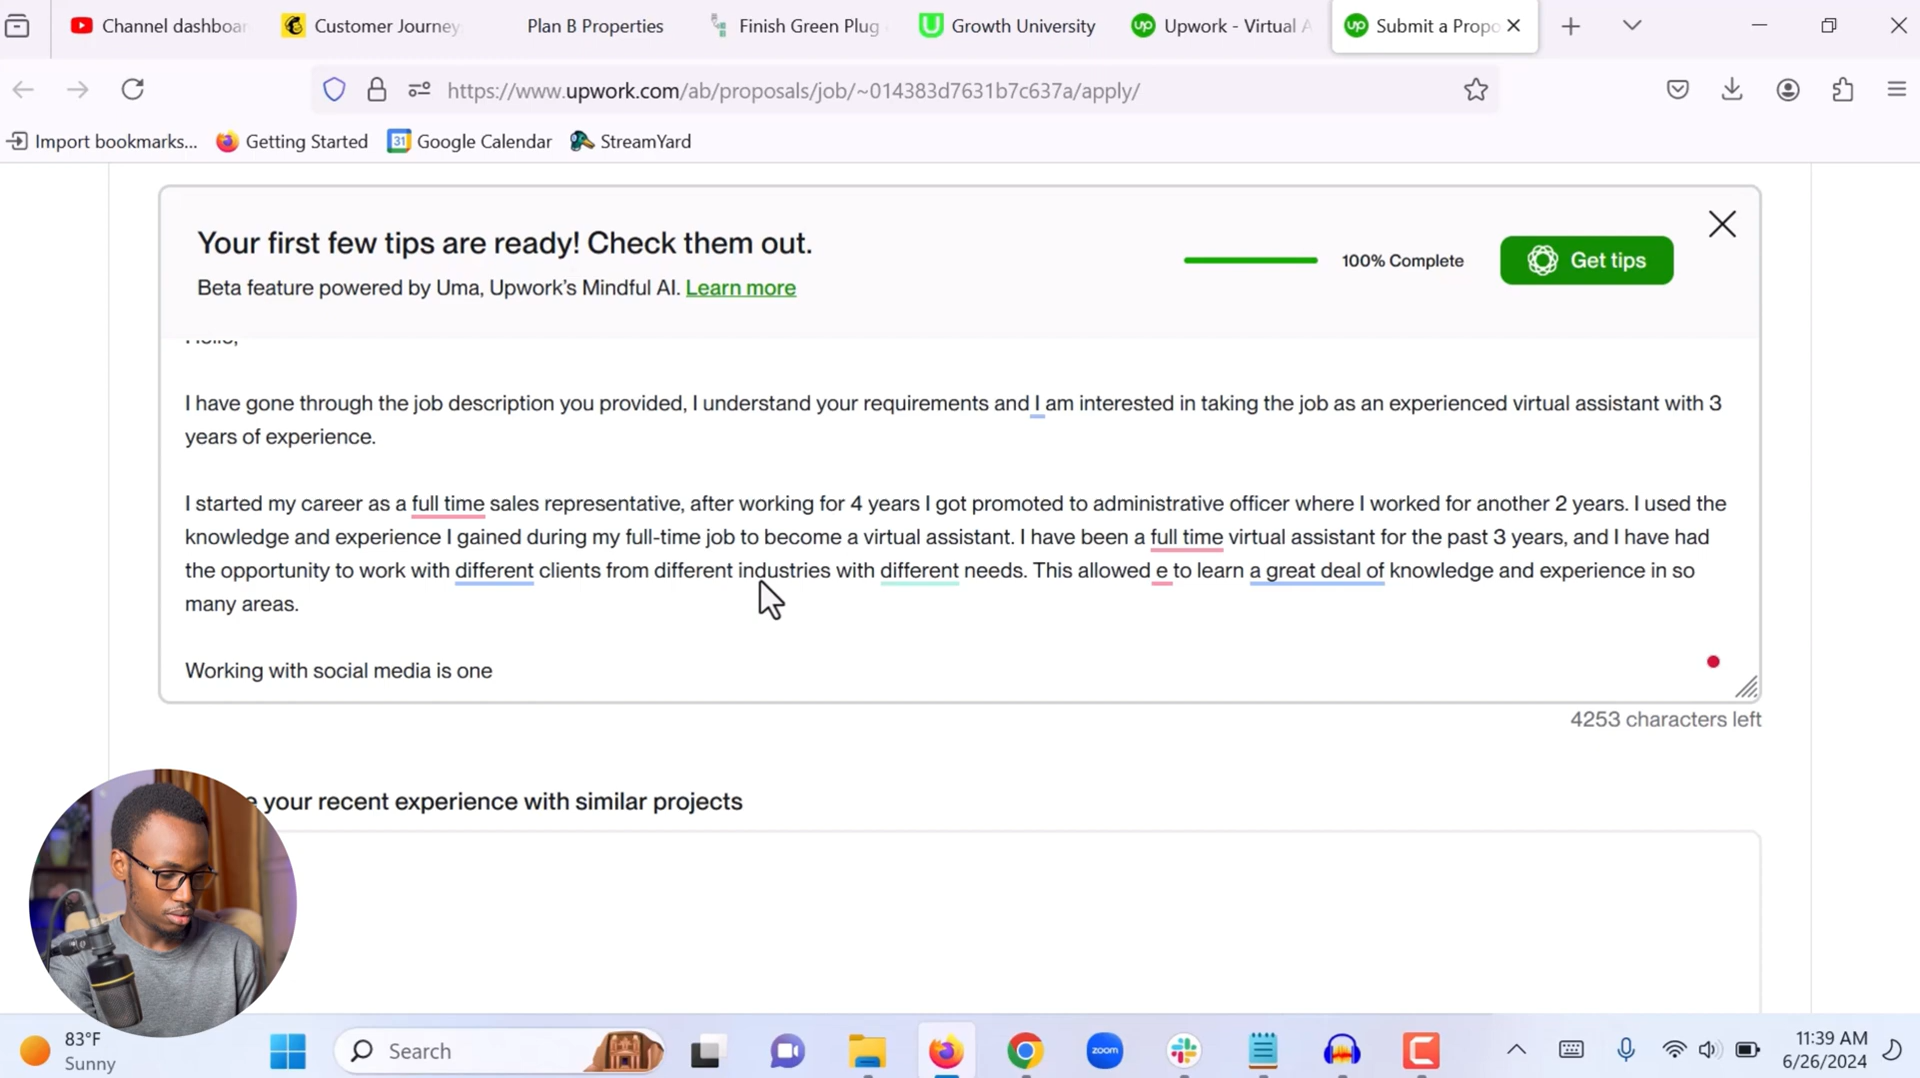 Channel dashboar
Customer Journey
Plan B Properties
Finish Green Plug
Growth University
Upwork - Virtual A
Submit a Propo
https://www.upwork.com/ab/proposals/job/~014383d7631b7c637a/apply/
Import bookmarks...
Getting Started
31
Google Calendar
StreamYard
Your first few tips are ready! Check them out.
Beta feature powered by Uma, Upwork's Mindful AI. Learn more
100% Complete
Get tips
Hello,
I have gone through the job description you provided, I understand your requirements and I am interested in taking the job as an experienced virtual assistant with 3
years of experience.
I started my career as a full time sales representative, after working for 4 years I got promoted to administrative officer where I worked for another 2 years. I used the
knowledge and experience I gained during my full-time job to become a virtual assistant. I have been a full time virtual assistant for the past 3 years, and I have had
the opportunity to work with different clients from different industries with different needs. This allowed e to learn a great deal of knowledge and experience in so
many areas.
Working with social media is one
4253 characters left
e your recent experience with similar projects
83°F
Sunny
Search
zoom
11:39 AM
6/26/2024